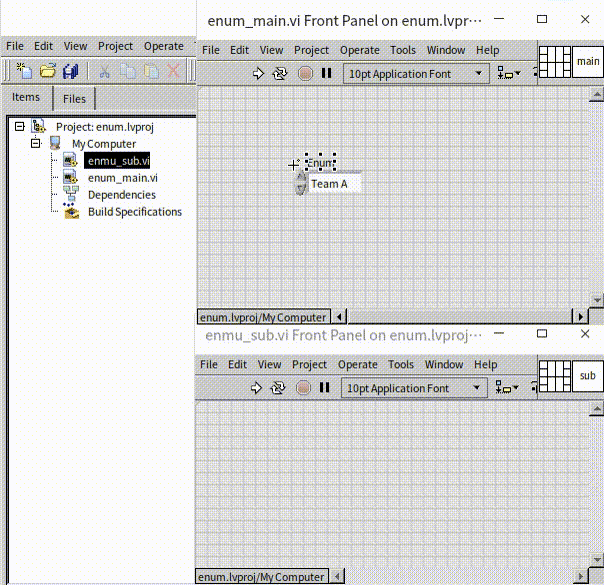 File Edit View Project Operate
Items Files
Project: enum.lvproj
My Computer
enmu_sub.vi
enum_main.vi
Dependencies
Build Specifications
enum_main.vi Front Panel on enum.lvpr···
File Edit View Project Operate Tools Window Help
10pt Application Font
main
Enum
Team A
enum.lvproj/My Computer
enmu_sub.vi Front Panel on enum.lvproj···
File Edit View Project Operate Tools Window Help
10pt Application Font
sub
enum.lvproj/My Computer